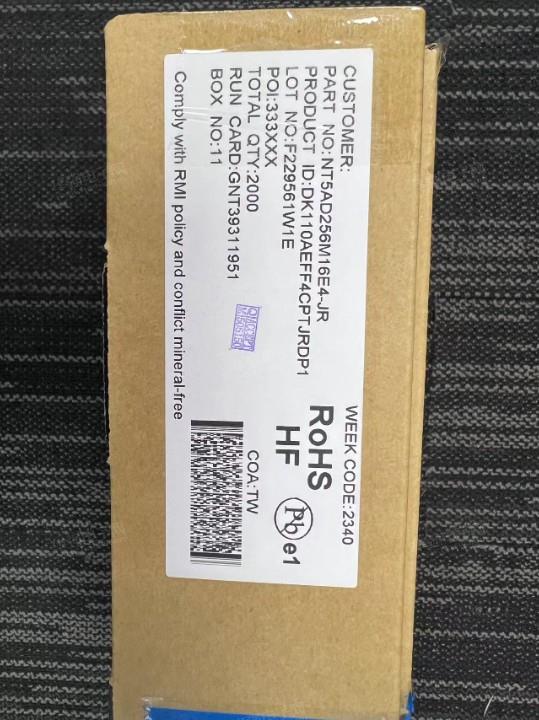 CUSTOMER:
PART NO:NT5AD256M16E4-JR
PRODUCT ID:DK110AEFF4CPTJRDP1
LOT NO:F229561W1E
POI:333XXX
TOTAL QTY:2000
RUN CARD:GNT39311951
BOX NO:11
Comply with RMI policy and conflict mineral-free
WEEK CODE:2340
RoHS
HF
Pb e1
COA:TW